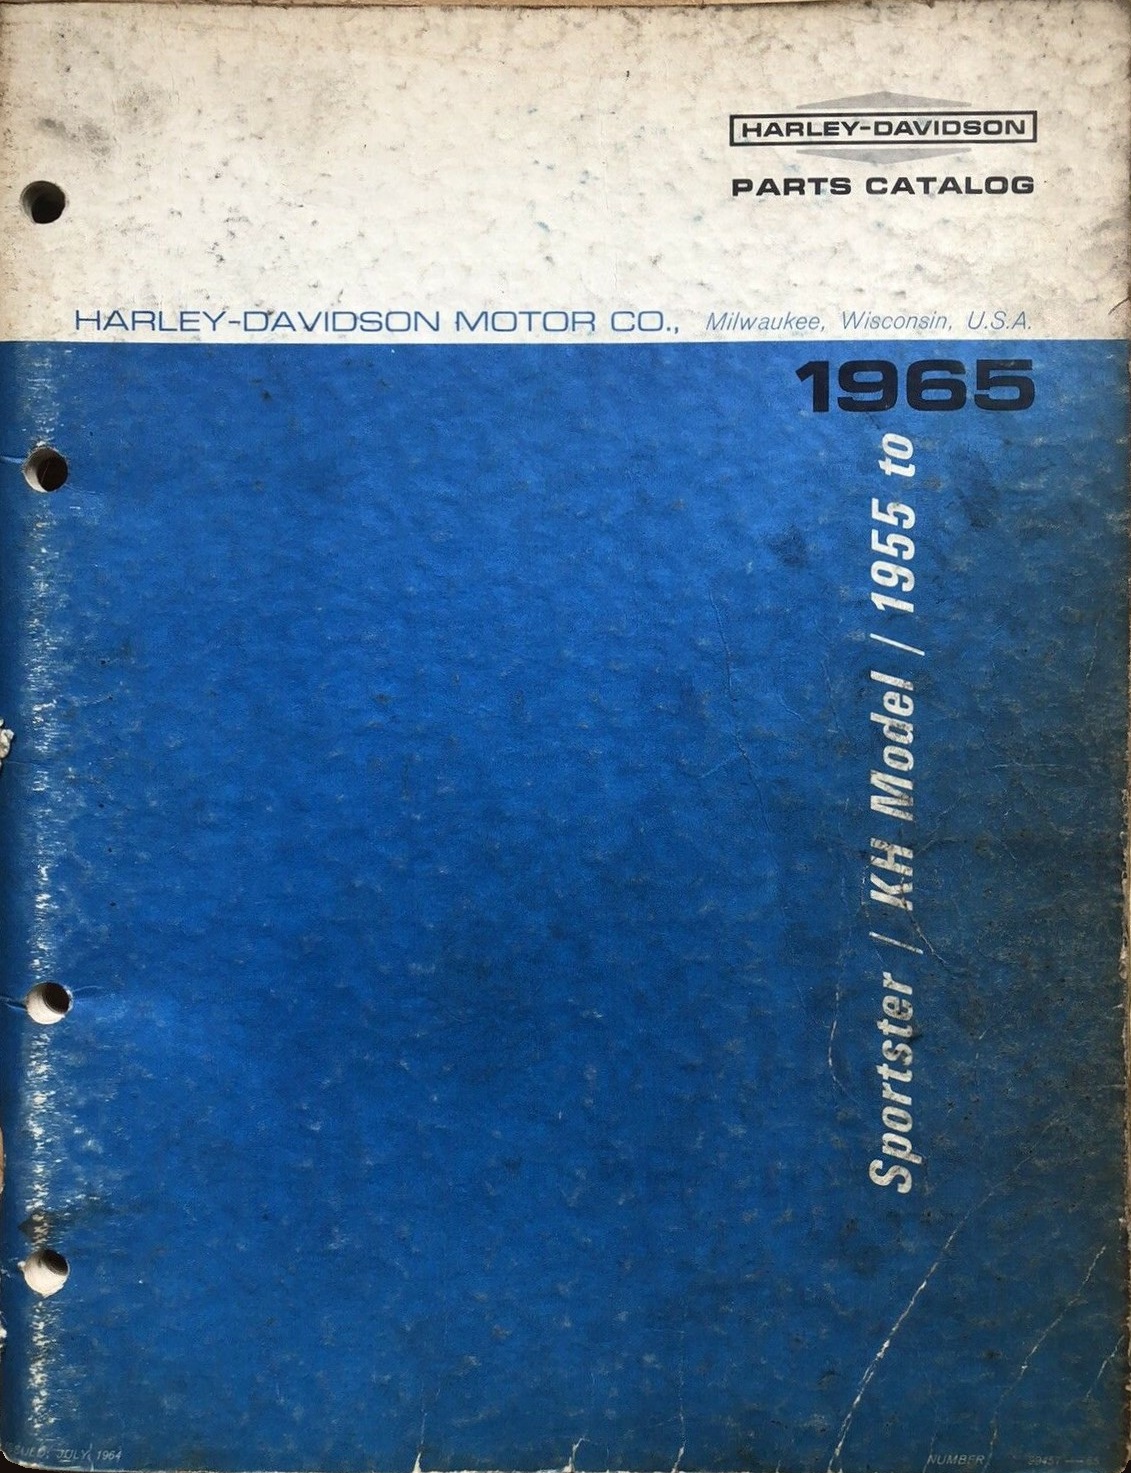 HARLEY-DAVIDSON
PARTS CATALOG
HARLEY-DAVIDSON MOTOR CO., Milwaukee, Wisconsin, U.S.A.
1965
Sportster / KH Model / 1955 to
JULY, 1964
NUMBER